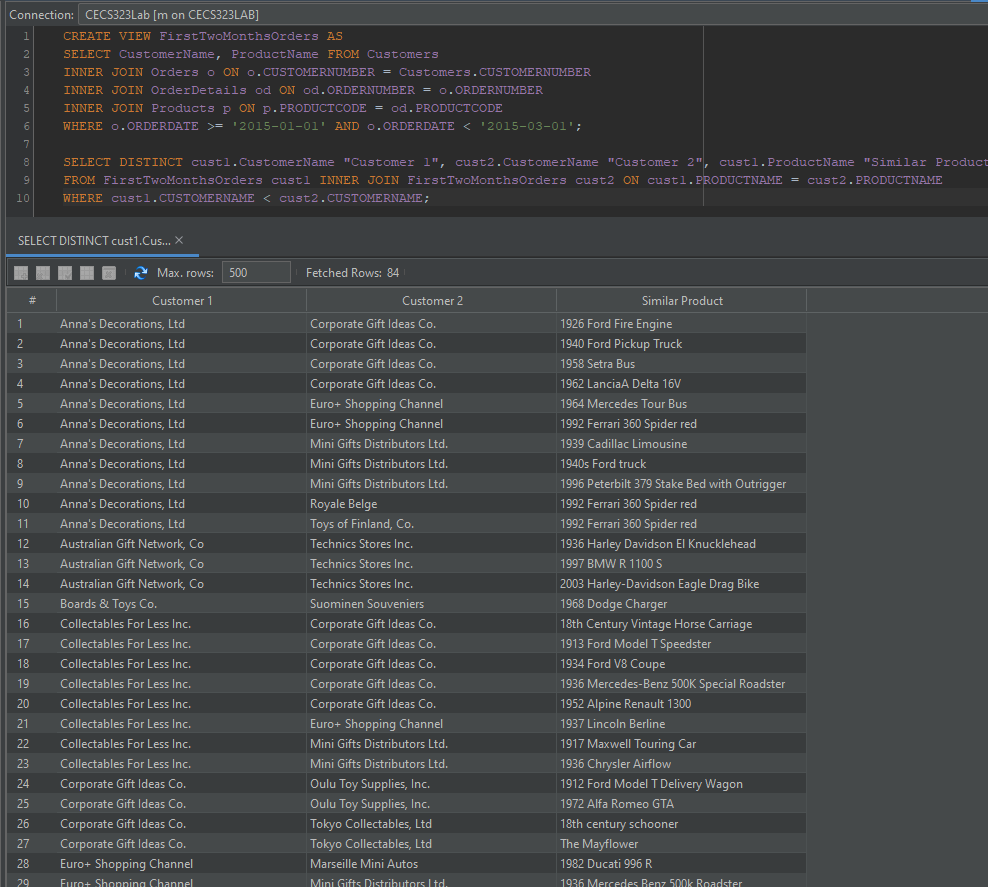 Connection: CECS323Lab [m on CECS323LAB]
1 CREATE VIEW FirstTwoMonthsOrders AS
2 SELECT CustomerName, ProductName FROM Customers
3 INNER JOIN Orders o ON o.CUSTOMERNUMBER = Customers.CUSTOMERNUMBER
4 INNER JOIN OrderDetails od ON od.ORDERNUMBER = o.ORDERNUMBER
5 INNER JOIN Products p ON p.PRODUCTCODE = od.PRODUCTCODE
6 WHERE o.ORDERDATE >= '2015-01-01' AND o.ORDERDATE < '2015-03-01';
7
8 SELECT DISTINCT cust1.CustomerName "Customer 1", cust2.CustomerName "Customer 2", cust1.ProductName "Similar Product
9 FROM FirstTwoMonthsOrders cust1 INNER JOIN FirstTwoMonthsOrders cust2 ON cust1.PRODUCTNAME = cust2.PRODUCTNAME
10 WHERE cust1.CUSTOMERNAME < cust2.CUSTOMERNAME;
SELECT DISTINCT cust1.Cus... ×
Max. rows: 500 Fetched Rows: 84
# Customer 1 Customer 2 Similar Product
1 Anna's Decorations, Ltd Corporate Gift Ideas Co. 1926 Ford Fire Engine
2 Anna's Decorations, Ltd Corporate Gift Ideas Co. 1940 Ford Pickup Truck
3 Anna's Decorations, Ltd Corporate Gift Ideas Co. 1958 Setra Bus
4 Anna's Decorations, Ltd Corporate Gift Ideas Co. 1962 LanciaA Delta 16V
5 Anna's Decorations, Ltd Euro+ Shopping Channel 1964 Mercedes Tour Bus
6 Anna's Decorations, Ltd Euro+ Shopping Channel 1992 Ferrari 360 Spider red
7 Anna's Decorations, Ltd Mini Gifts Distributors Ltd. 1939 Cadillac Limousine
8 Anna's Decorations, Ltd Mini Gifts Distributors Ltd. 1940s Ford truck
9 Anna's Decorations, Ltd Mini Gifts Distributors Ltd. 1996 Peterbilt 379 Stake Bed with Outrigger
10 Anna's Decorations, Ltd Royale Belge 1992 Ferrari 360 Spider red
11 Anna's Decorations, Ltd Toys of Finland, Co. 1992 Ferrari 360 Spider red
12 Australian Gift Network, Co Technics Stores Inc. 1936 Harley Davidson El Knucklehead
13 Australian Gift Network, Co Technics Stores Inc. 1997 BMW R 1100 S
14 Australian Gift Network, Co Technics Stores Inc. 2003 Harley-Davidson Eagle Drag Bike
15 Boards & Toys Co. Suominen Souveniers 1968 Dodge Charger
16 Collectables For Less Inc. Corporate Gift Ideas Co. 18th Century Vintage Horse Carriage
17 Collectables For Less Inc. Corporate Gift Ideas Co. 1913 Ford Model T Speedster
18 Collectables For Less Inc. Corporate Gift Ideas Co. 1934 Ford V8 Coupe
19 Collectables For Less Inc. Corporate Gift Ideas Co. 1936 Mercedes-Benz 500K Special Roadster
20 Collectables For Less Inc. Corporate Gift Ideas Co. 1952 Alpine Renault 1300
21 Collectables For Less Inc. Euro+ Shopping Channel 1937 Lincoln Berline
22 Collectables For Less Inc. Mini Gifts Distributors Ltd. 1917 Maxwell Touring Car
23 Collectables For Less Inc. Mini Gifts Distributors Ltd. 1936 Chrysler Airflow
24 Corporate Gift Ideas Co. Oulu Toy Supplies, Inc. 1912 Ford Model T Delivery Wagon
25 Corporate Gift Ideas Co. Oulu Toy Supplies, Inc. 1972 Alfa Romeo GTA
26 Corporate Gift Ideas Co. Tokyo Collectables, Ltd 18th century schooner
27 Corporate Gift Ideas Co. Tokyo Collectables, Ltd The Mayflower
28 Euro+ Shopping Channel Marseille Mini Autos 1982 Ducati 996 R
29 Euro+ Shopping Channel Mini Gifts Distributors Ltd. 1936 Mercedes Benz 500k Roadster